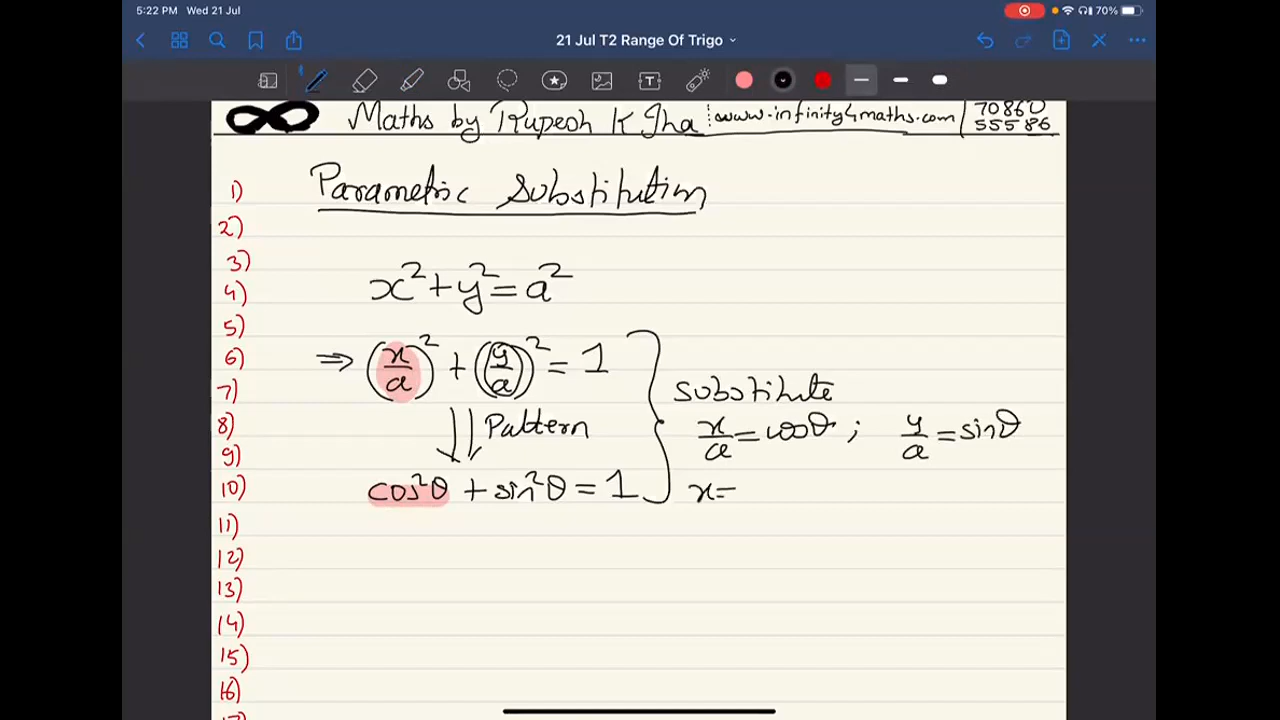 5:22 PM Wed 21 Jul
70%
21 Jul T2 Range Of Trigo
Maths by Rupesh K Jha www.infinity4maths.com 70860 55586
Parametric Substitution
1)
2)
3)
x²+y²=a²
4)
5)
6) ⇒ (x/a)² + (y/a)² = 1
7) substitute
8) Pattern x/a=cosθ; y/a=sinθ
9)
10) cos²θ + sin²θ = 1 x=
11)
12)
13)
14)
15)
16)